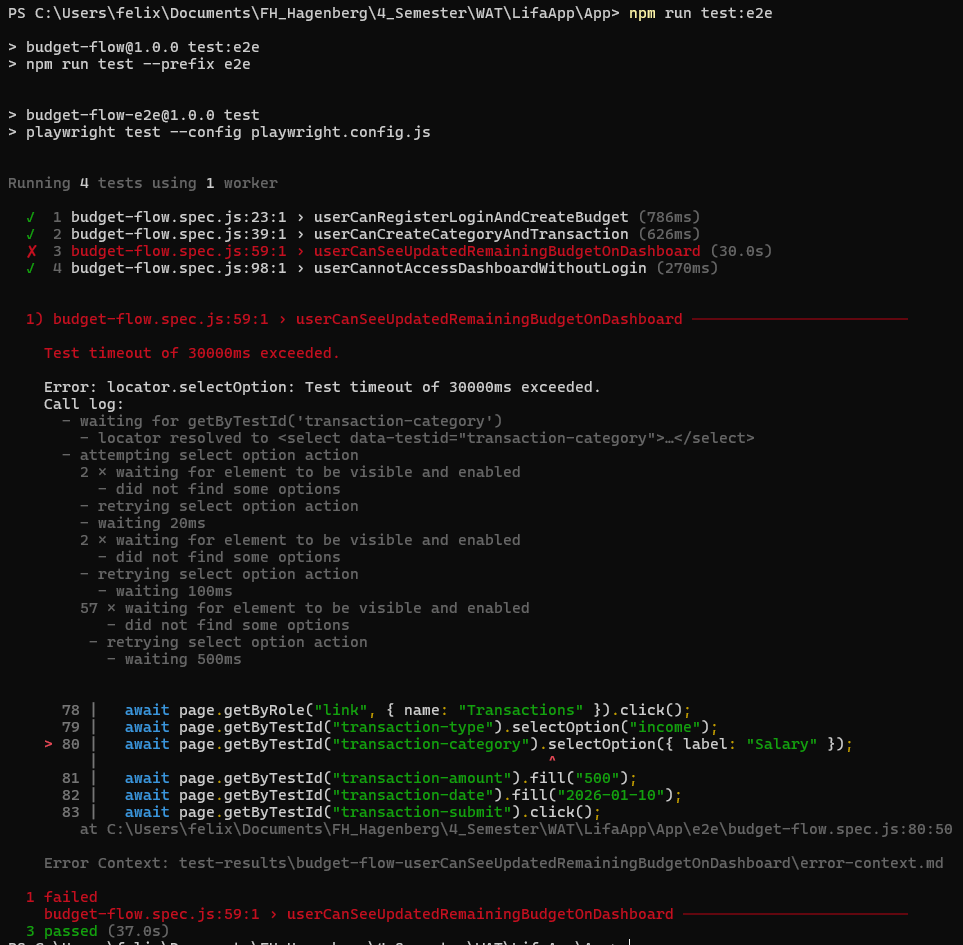 PS C:\Users\felix\Documents\FH_Hagenberg\4_Semester\WAT\LifaApp\App> npm run test:e2e
> budget-flow@1.0.0 test:e2e
> npm run test --prefix e2e
> budget-flow-e2e@1.0.0 test
> playwright test --config playwright.config.js
Running 4 tests using 1 worker
✓ 1 budget-flow.spec.js:23:1 › userCanRegisterLoginAndCreateBudget (786ms)
✓ 2 budget-flow.spec.js:39:1 › userCanCreateCategoryAndTransaction (626ms)
✗ 3 budget-flow.spec.js:59:1 › userCanSeeUpdatedRemainingBudgetOnDashboard (30.0s)
✓ 4 budget-flow.spec.js:98:1 › userCannotAccessDashboardWithoutLogin (270ms)
1) budget-flow.spec.js:59:1 › userCanSeeUpdatedRemainingBudgetOnDashboard ────────────────────────
Test timeout of 30000ms exceeded.
Error: locator.selectOption: Test timeout of 30000ms exceeded.
Call log:
- waiting for getByTestId('transaction-category')
- locator resolved to <select data-testid="transaction-category">…</select>
- attempting select option action
2 × waiting for element to be visible and enabled
- did not find some options
- retrying select option action
- waiting 20ms
2 × waiting for element to be visible and enabled
- did not find some options
- retrying select option action
- waiting 100ms
57 × waiting for element to be visible and enabled
- did not find some options
- retrying select option action
- waiting 500ms
78 | await page.getByRole("link", { name: "Transactions" }).click();
79 | await page.getByTestId("transaction-type").selectOption("income");
> 80 | await page.getByTestId("transaction-category").selectOption({ label: "Salary" });
| ^
81 | await page.getByTestId("transaction-amount").fill("500");
82 | await page.getByTestId("transaction-date").fill("2026-01-10");
83 | await page.getByTestId("transaction-submit").click();
at C:\Users\felix\Documents\FH_Hagenberg\4_Semester\WAT\LifaApp\App\e2e\budget-flow.spec.js:80:50
Error Context: test-results\budget-flow-userCanSeeUpdatedRemainingBudgetOnDashboard\error-context.md
1 failed
budget-flow.spec.js:59:1 › userCanSeeUpdatedRemainingBudgetOnDashboard ─────────────────────────
3 passed (37.0s)
PS C:\Users\felix\Documents\FH_Hagenberg\4_Semester\WAT\LifaApp\App>